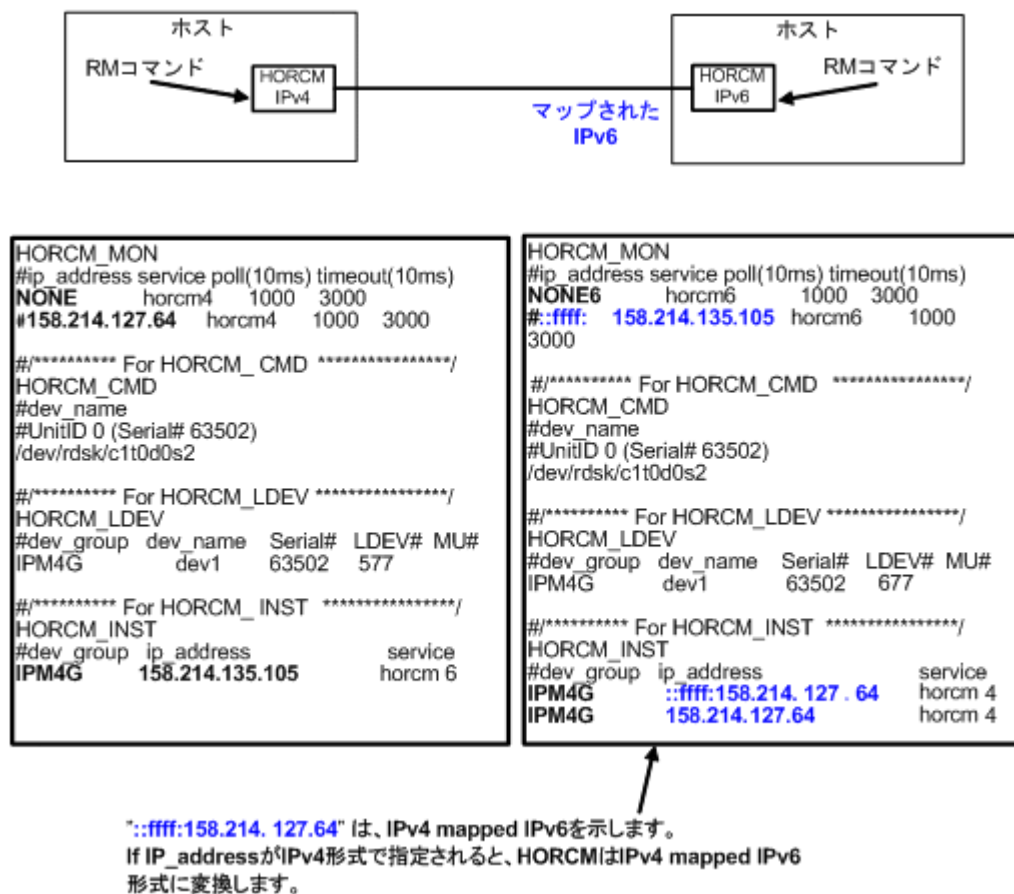 ホスト
RMコマンド
HORCM
IPv4
マップされた
IPv6
ホスト
HORCM
IPv6
RMコマンド
HORCM_MON
#ip_address service poll(10ms) timeout(10ms)
NONE horcm4 1000 3000
#158.214.127.64 horcm4 1000 3000
#/********** For HORCM_ CMD ****************/
HORCM_CMD
#dev_name
#UnitID 0 (Serial# 63502)
/dev/rdsk/c1t0d0s2
#/********** For HORCM_LDEV ****************/
HORCM_LDEV
#dev_group dev_name Serial# LDEV# MU#
IPM4G dev1 63502 577
#/********** For HORCM_ INST ****************/
HORCM_INST
#dev_group ip_address service
IPM4G 158.214.135.105 horcm 6
HORCM_MON
#ip_address service poll(10ms) timeout(10ms)
NONE6 horcm6 1000 3000
#::ffff: 158.214.135.105 horcm6 1000
3000
#/********** For HORCM_CMD ****************/
HORCM_CMD
#dev_name
#UnitID 0 (Serial# 63502)
/dev/rdsk/c1t0d0s2
#/********** For HORCM_LDEV ****************/
HORCM_LDEV
#dev_group dev_name Serial# LDEV# MU#
IPM4G dev1 63502 677
#/********** For HORCM_INST ****************/
HORCM_INST
#dev_group ip_address service
IPM4G ::ffff:158.214. 127 . 64 horcm 4
IPM4G 158.214.127.64 horcm 4
"::ffff:158.214. 127.64" は、IPv4 mapped IPv6を示します。
If IP_addressがIPv4形式で指定されると、HORCMはIPv4 mapped IPv6
形式に変換します。